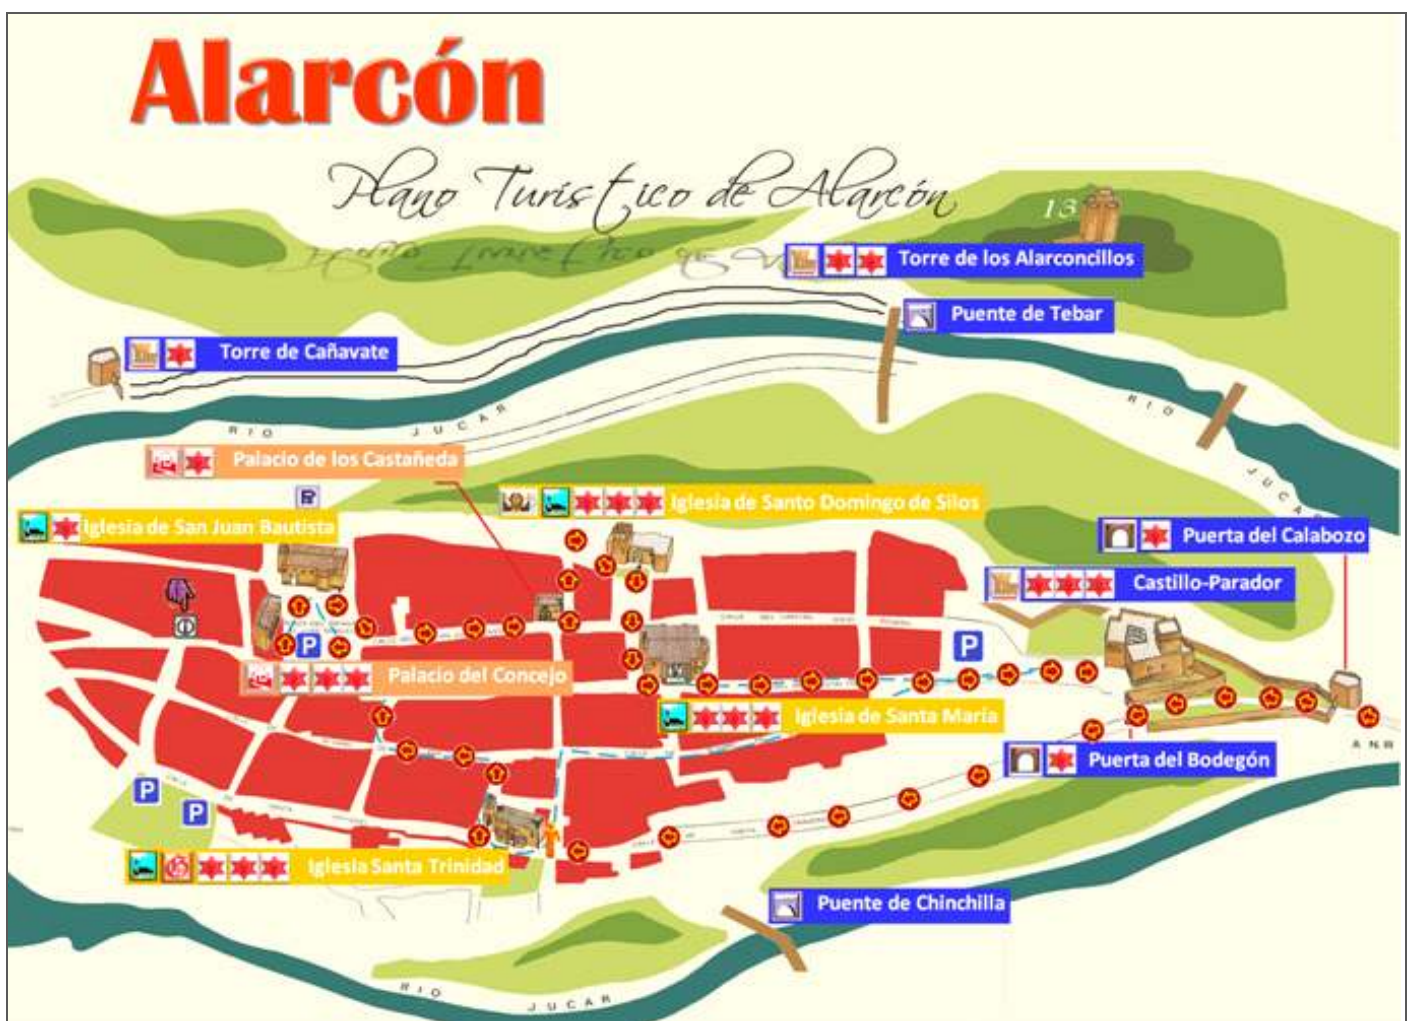 Alarcón
Plano Turístico de Alarcón
13
Torre de los Alarconcillos
Puente de Tebar
Torre de Cañavate
RIO JUCAR
RIO
JUCAR
Palacio de los Castañeda
Iglesia de Santo Domingo de Silos
Iglesia de San Juan Bautista
Puerta del Calabozo
Castillo-Parador
P
P
Palacio del Concejo
Iglesia de Santa María
Puerta del Bodegón
P
P
Iglesia Santa Trinidad
Puente de Chinchilla
RIO JUCAR